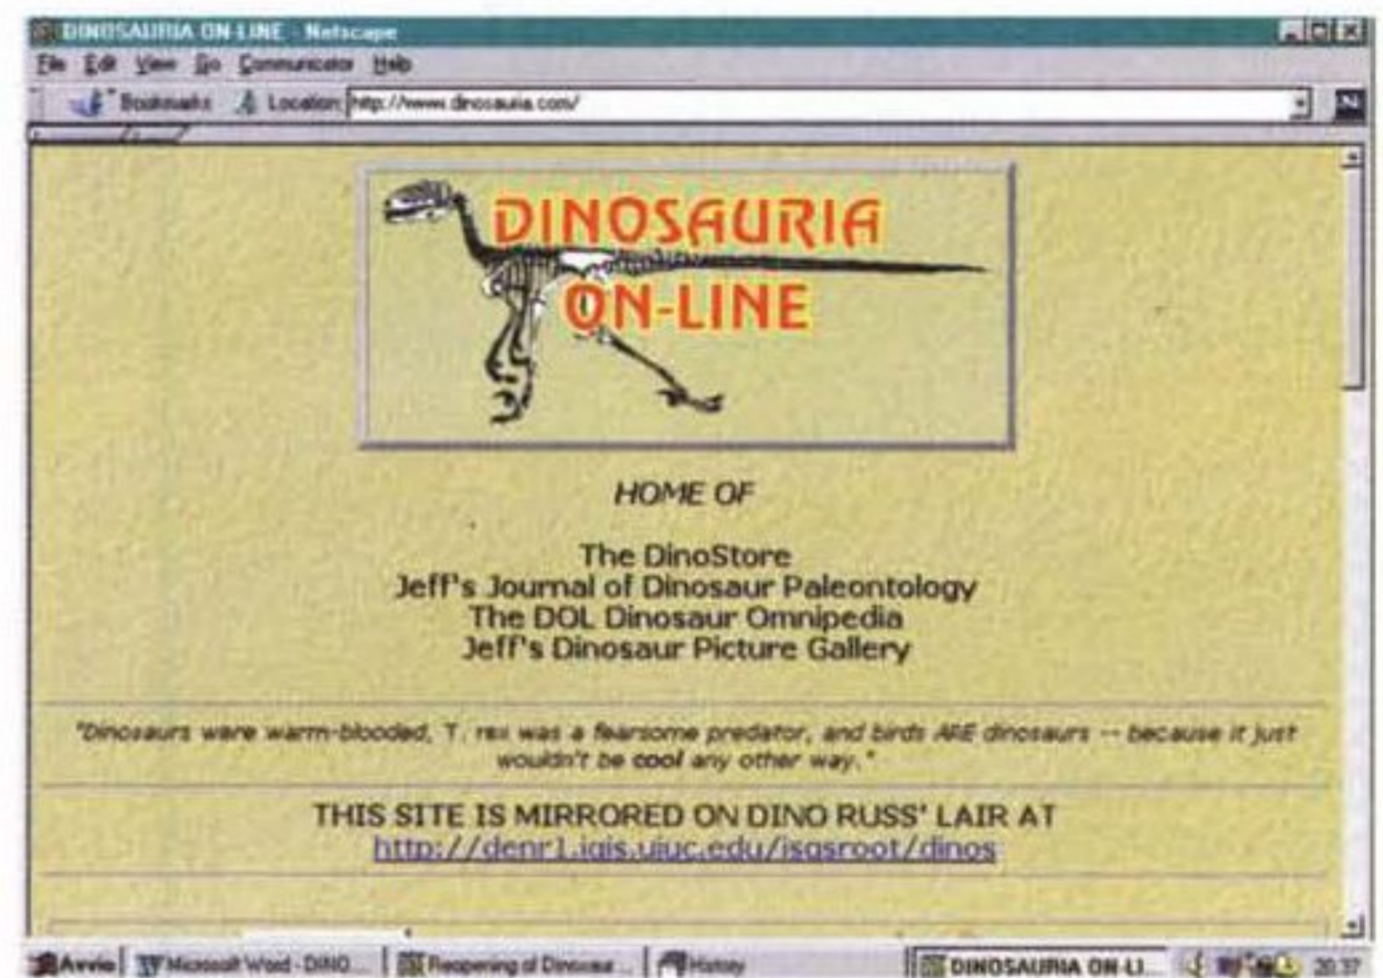 DINOSAURIA ON-LINE - Netscape
File Edit View Go Communicator Help
Bookmarks Location: http://www.dinosauria.com/
DINOSAURIA
ON-LINE
HOME OF
The DinoStore
Jeff's Journal of Dinosaur Paleontology
The DOL Dinosaur Omnipedia
Jeff's Dinosaur Picture Gallery
"Dinosaurs were warm-blooded, T. rex was a fearsome predator, and birds ARE dinosaurs -- because it just
wouldn't be cool any other way."
THIS SITE IS MIRRORED ON DINO RUSS' LAIR AT
http://denr1.igis.uiuc.edu/isgsroot/dinos
Avvio Microsoft Word - DINO... Reopening of Dinosaur ... History DINOSAURIA ON-LI... 20.37